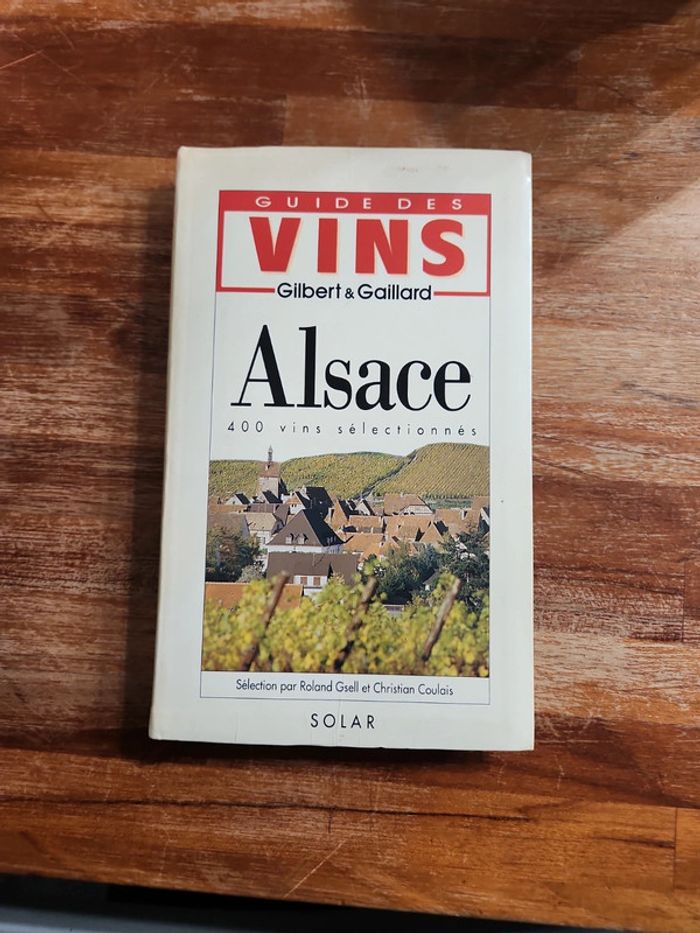 GUIDE DES
VINS
Gilbert & Gaillard
Alsace
400 vins sélectionnés
Sélection par Roland Gsell et Christian Coulais
SOLAR